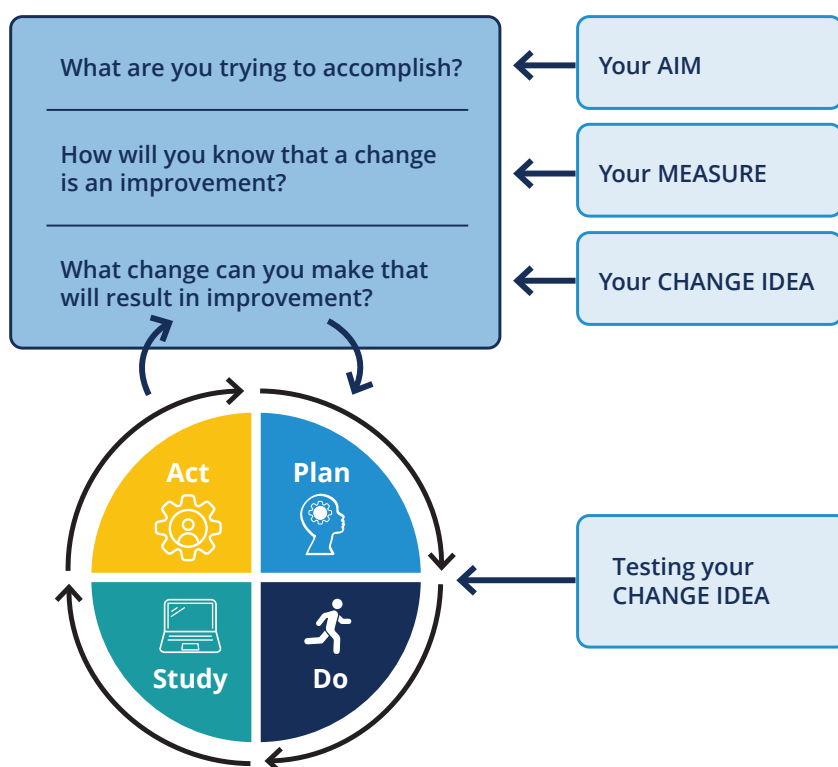 What are you trying to accomplish?
Your AIM
How will you know that a change
is an improvement?
Your MEASURE
What change can you make that
will result in improvement?
Your CHANGE IDEA
Act
Plan
Study
Do
Testing your
CHANGE IDEA